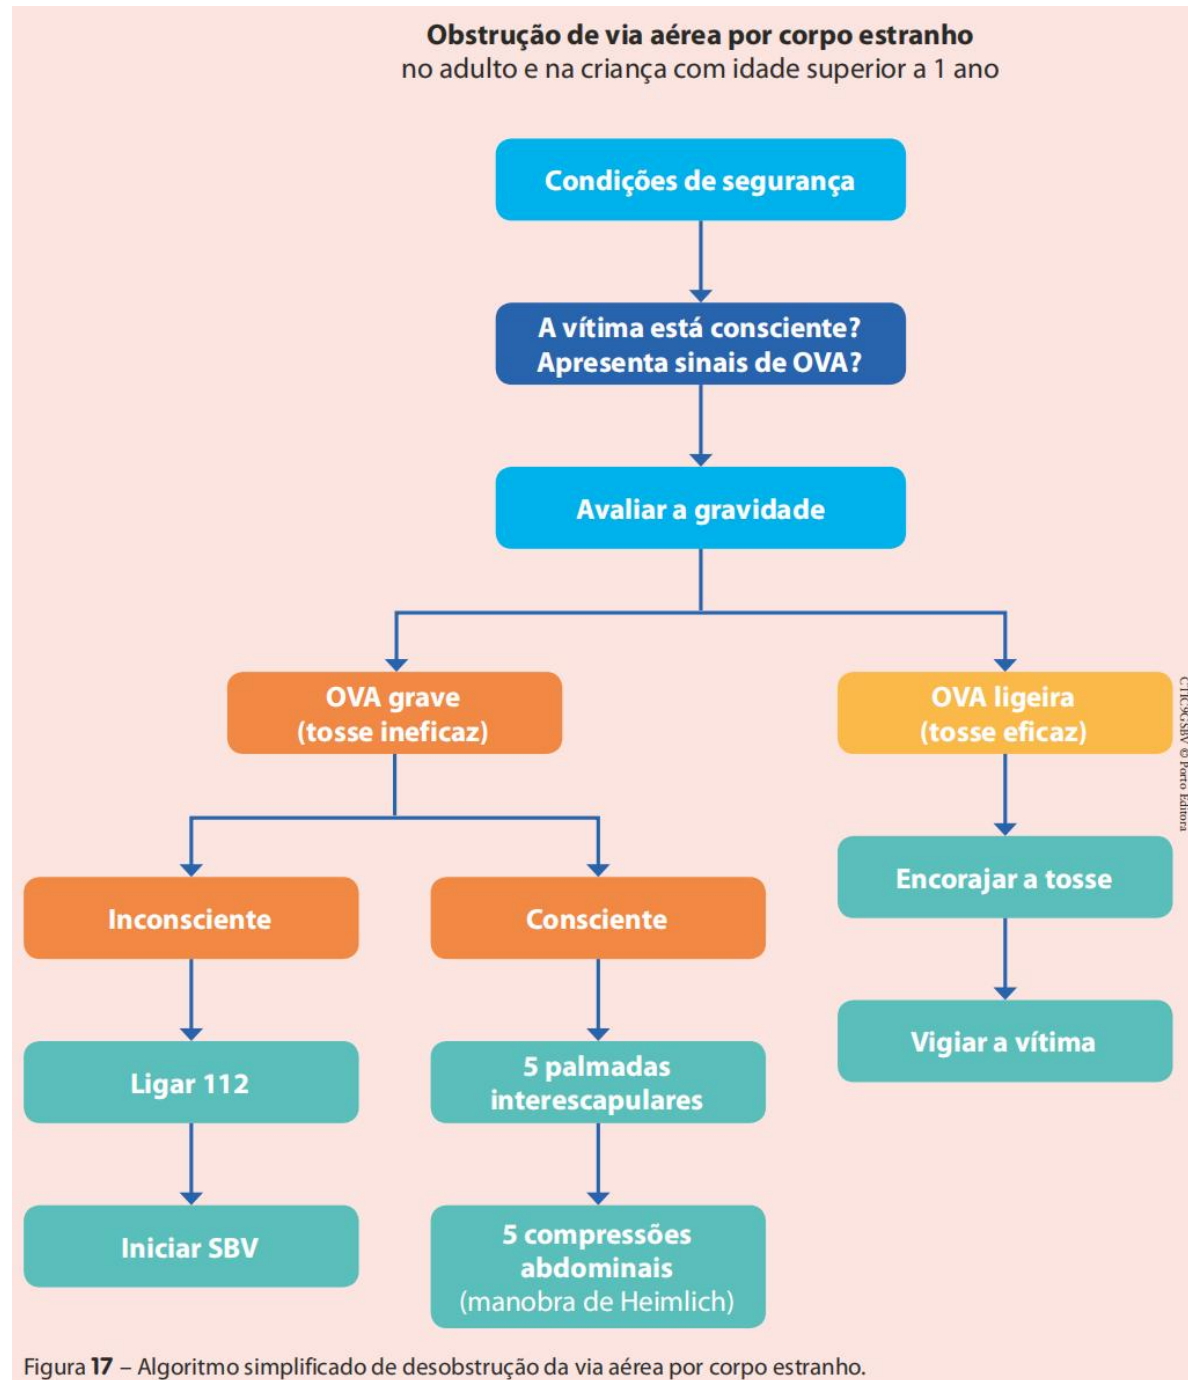 Obstrução de via aérea por corpo estranho
no adulto e na criança com idade superior a 1 ano
Condições de segurança
A vítima está consciente?
Apresenta sinais de OVA?
Avaliar a gravidade
OVA grave
(tosse ineficaz)
OVA ligeira
(tosse eficaz)
Inconsciente
Consciente
Encorajar a tosse
Ligar 112
5 palmadas
interescapulares
Vigiar a vítima
Iniciar SBV
5 compressões
abdominais
(manobra de Heimlich)
CTIC9GSBV © Porto Editora
Figura 17 – Algoritmo simplificado de desobstrução da via aérea por corpo estranho.